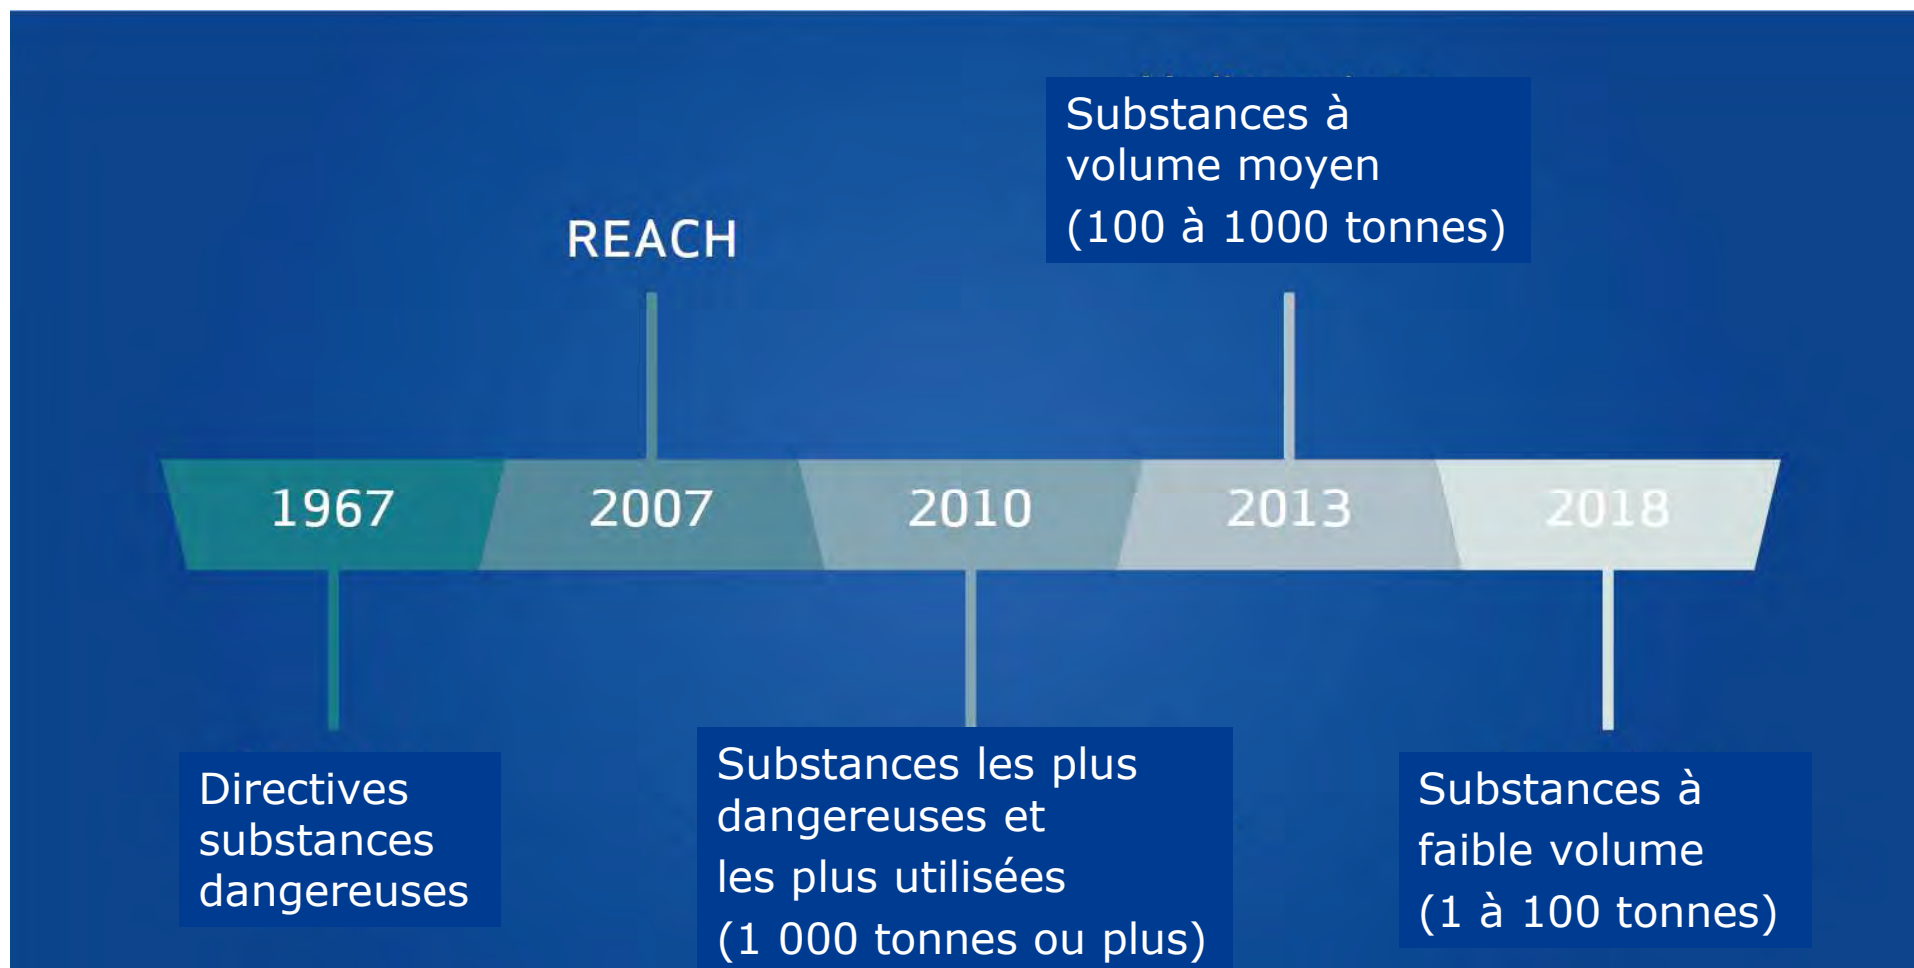 Substances à
volume moyen
(100 à 1000 tonnes)
REACH
1967
2007
2010
2013
2018
Directives
substances
dangereuses
Substances les plus
dangereuses et
les plus utilisées
(1 000 tonnes ou plus)
Substances à
faible volume
(1 à 100 tonnes)